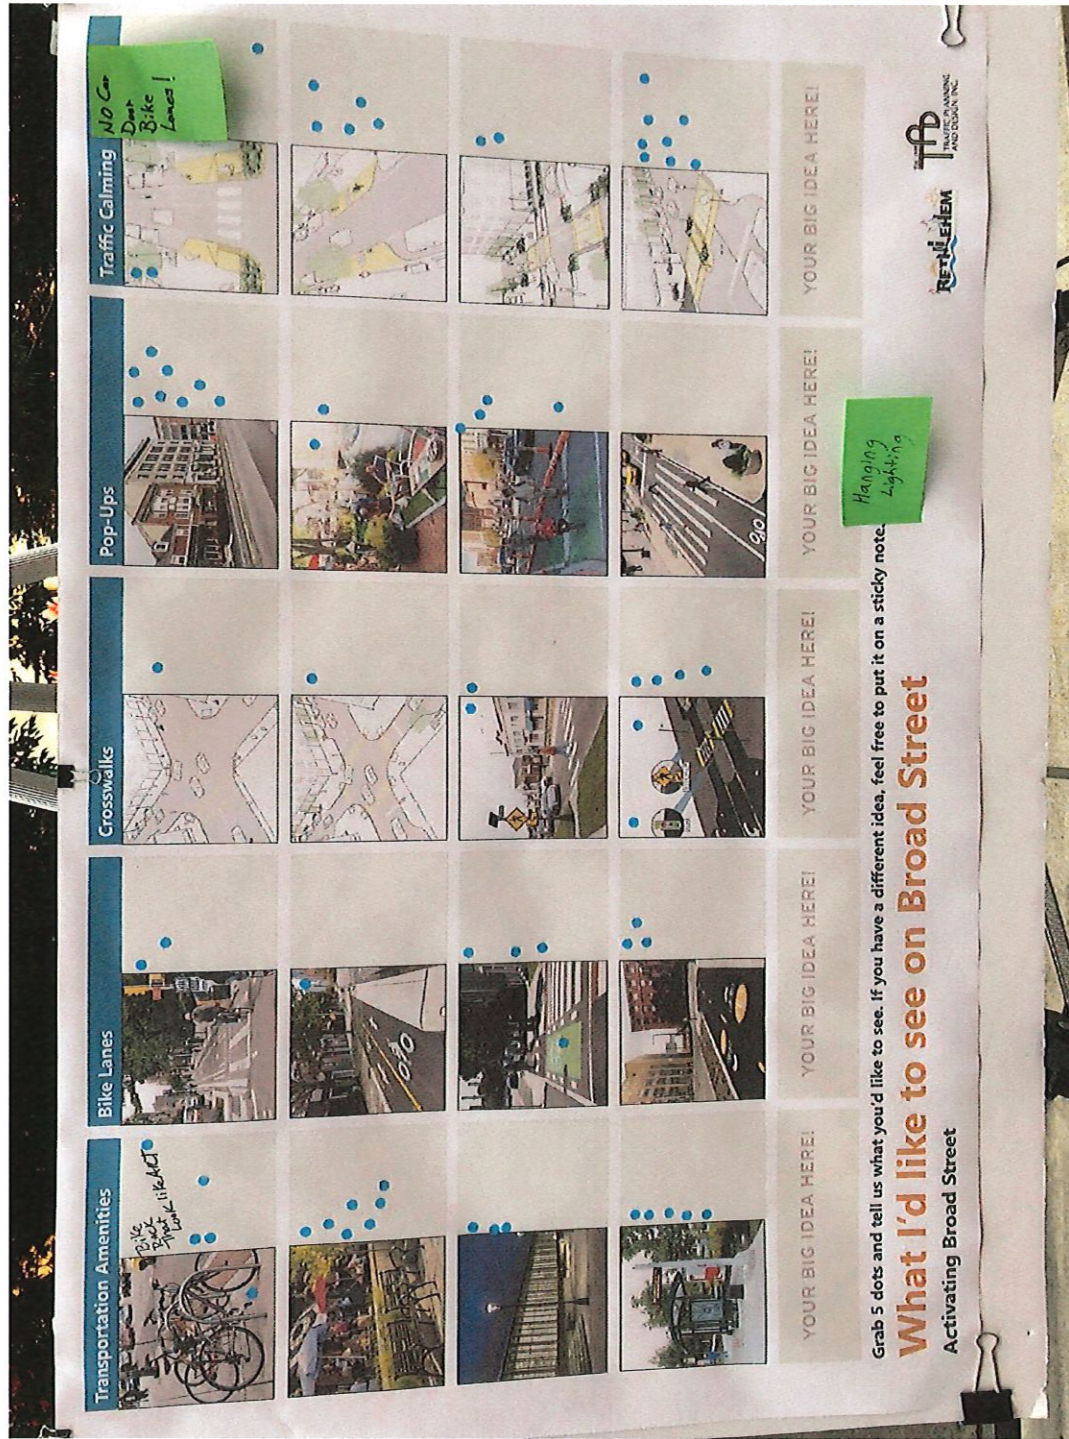 Transportation Amenities
Bike Lanes
Crosswalks
Pop-Ups
Traffic Calming
Bike
Rack
That
Look like ART
NO Car
Door
Bike
Lanes!
YOUR BIG IDEA HERE!
YOUR BIG IDEA HERE!
YOUR BIG IDEA HERE!
YOUR BIG IDEA HERE!
YOUR BIG IDEA HERE!
Hanging
Lighting
Grab 5 dots and tell us what you'd like to see. If you have a different idea, feel free to put it on a sticky note.
What I'd like to see on Broad Street
Activating Broad Street
BETHLEHEM
TPD
TRAFFIC PLANNING
AND DESIGN, INC.